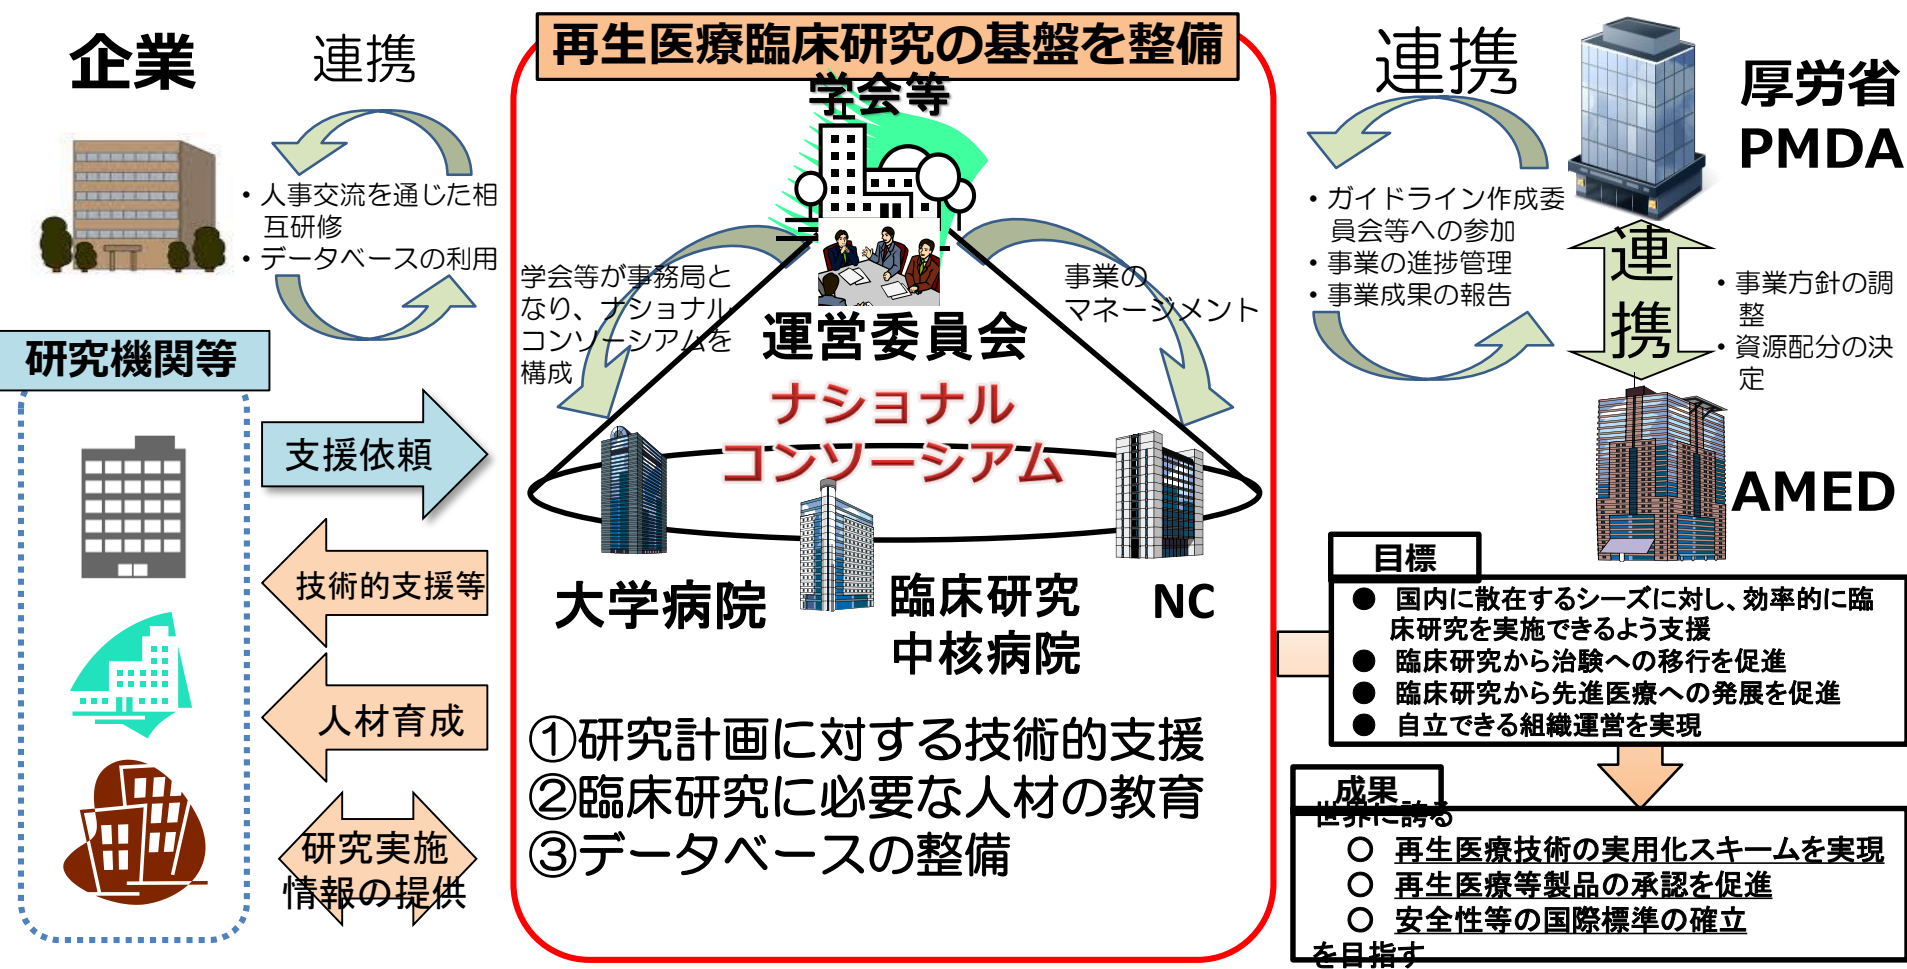 企業
連携
・人事交流を通じた相
互研修
・データベースの利用
研究機関等
支援依頼
技術的支援等
人材育成
研究実施
情報の提供
再生医療臨床研究の基盤を整備
学会等
学会等が事務局と
なり、ナショナル
コンソーシアムを
構成
事業の
マネージメント
運営委員会
ナショナル
コンソーシアム
大学病院
臨床研究
中核病院
NC
①研究計画に対する技術的支援
②臨床研究に必要な人材の教育
③データベースの整備
連携
厚労省
PMDA
・ガイドライン作成委
員会等への参加
・事業の進捗管理
・事業成果の報告
連
携
・事業方針の調
整
・資源配分の決
定
AMED
目標
● 国内に散在するシーズに対し、効率的に臨
床研究を実施できるよう支援
● 臨床研究から治験への移行を促進
● 臨床研究から先進医療への発展を促進
● 自立できる組織運営を実現
成果
世界に誇る
○ 再生医療技術の実用化スキームを実現
○ 再生医療等製品の承認を促進
○ 安全性等の国際標準の確立
を目指す